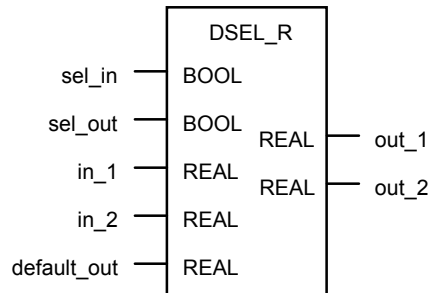 DSEL_R
sel_in BOOL
sel_out BOOL
REAL out_1
in_1 REAL
REAL out_2
in_2 REAL
default_out REAL